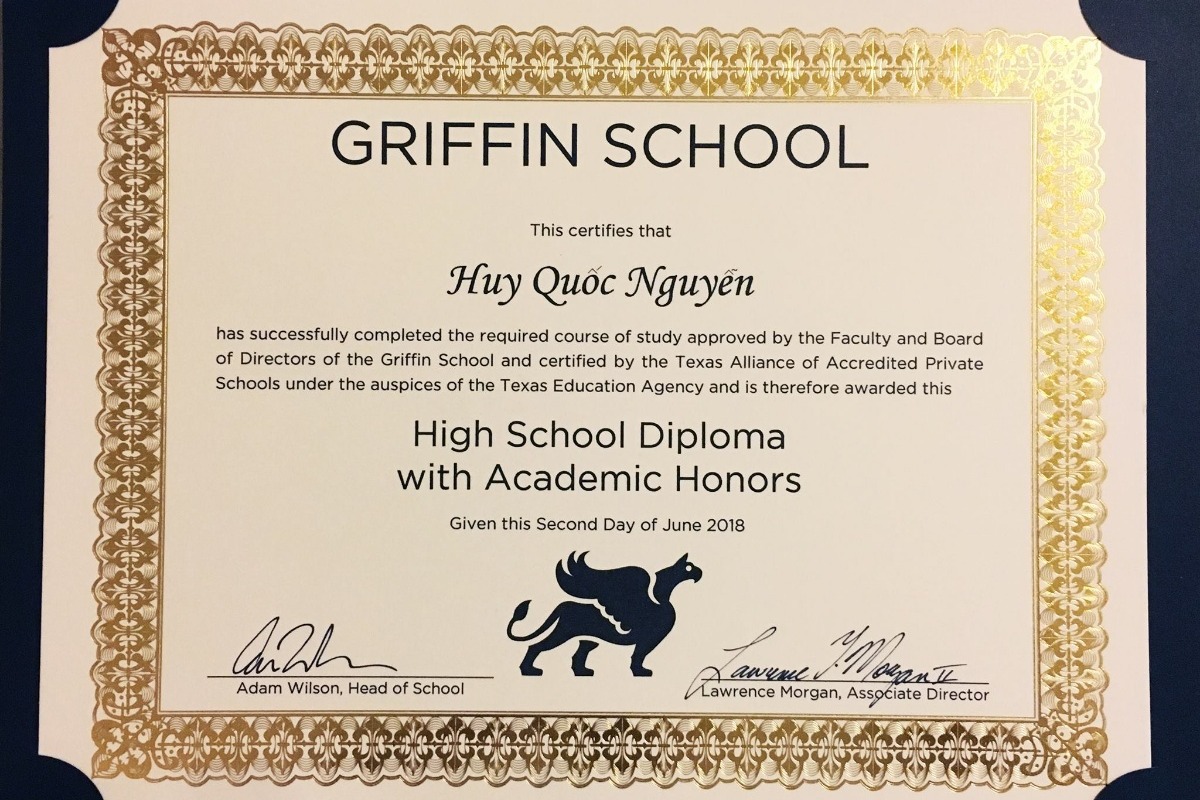 GRIFFIN SCHOOL
This certifies that
Huy Quốc Nguyễn
has successfully completed the required course of study approved by the Faculty and Board
of Directors of the Griffin School and certified by the Texas Alliance of Accredited Private
Schools under the auspices of the Texas Education Agency and is therefore awarded this
High School Diploma
with Academic Honors
Given this Second Day of June 2018
Lawrence Y. Morgan II
Adam Wilson, Head of School
Lawrence Morgan, Associate Director